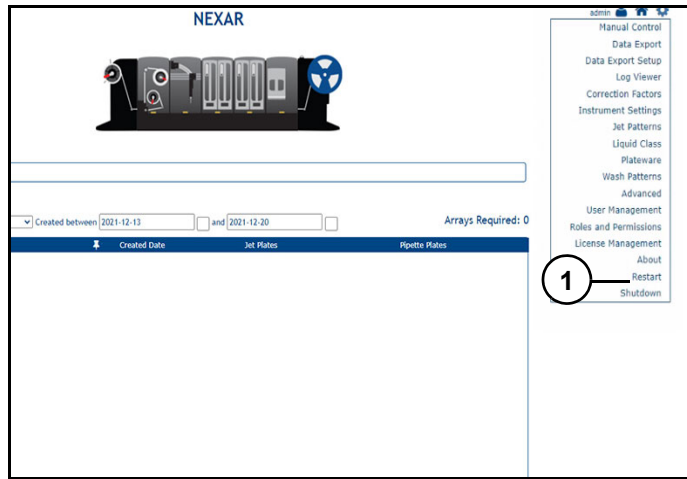 NEXAR
admin
Manual Control
Data Export
Data Export Setup
Log Viewer
Correction Factors
Instrument Settings
Jet Patterns
Liquid Class
Plateware
Wash Patterns
Advanced
User Management
Roles and Permissions
License Management
About
Restart
Shutdown
1
Created between 2021-12-13 and 2021-12-20 Arrays Required: 0
Created Date Jet Plates Pipette Plates